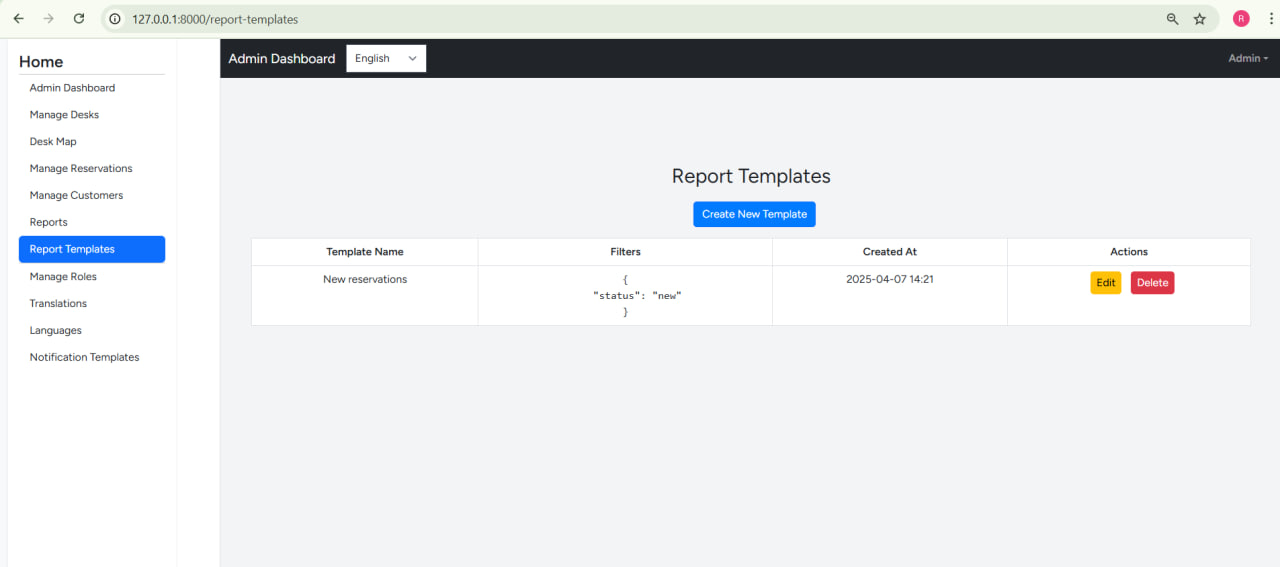 127.0.0.1:8000/report-templates
R
Home
Admin Dashboard
Manage Desks
Desk Map
Manage Reservations
Manage Customers
Reports
Report Templates
Manage Roles
Translations
Languages
Notification Templates
Admin Dashboard English Admin
Report Templates
Create New Template
Template Name Filters Created At Actions
New reservations { 2025-04-07 14:21 Edit Delete
"status": "new"
}